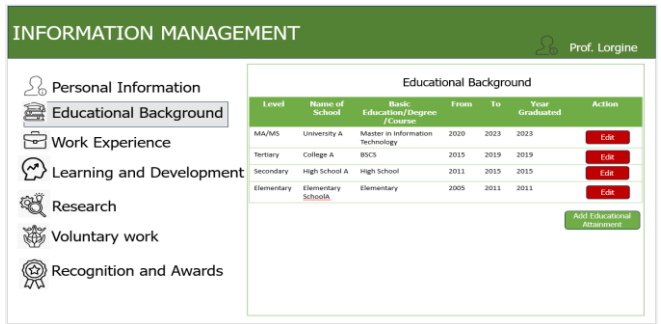 INFORMATION MANAGEMENT
Prof. Lorgine
Personal Information
Educational Background
Work Experience
Learning and Development
Research
Voluntary work
Recognition and Awards
Educational Background
Level Name of School Basic Education/Degree /Course From To Year Graduated Action
MA/MS University A Master in Information Technology 2020 2023 2023 Edit
Tertiary College A BSCS 2015 2019 2019 Edit
Secondary High School A High School 2011 2015 2015 Edit
Elementary Elementary SchoolA Elementary 2005 2011 2011 Edit
Add Educational
Attainment